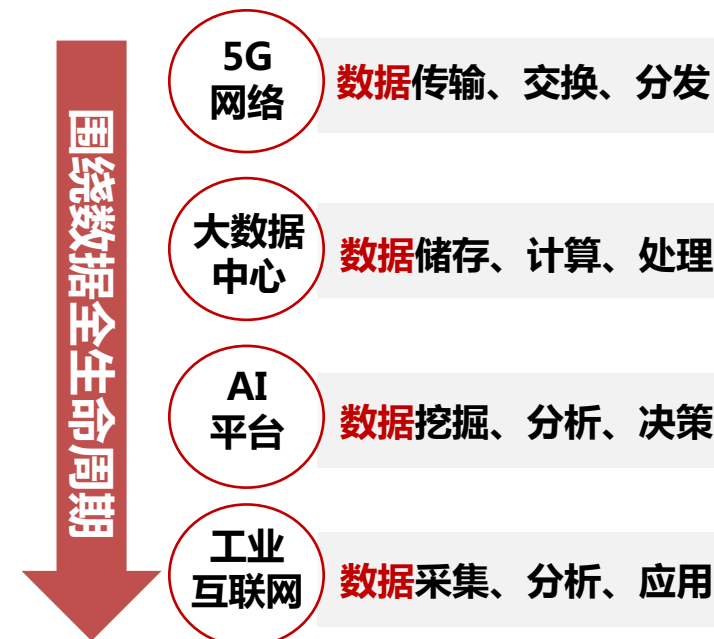 围绕数据全生命周期
5G
网络
数据传输、交换、分发
大数据
中心
数据储存、计算、处理
AI
平台
数据挖掘、分析、决策
工业
互联网
数据采集、分析、应用